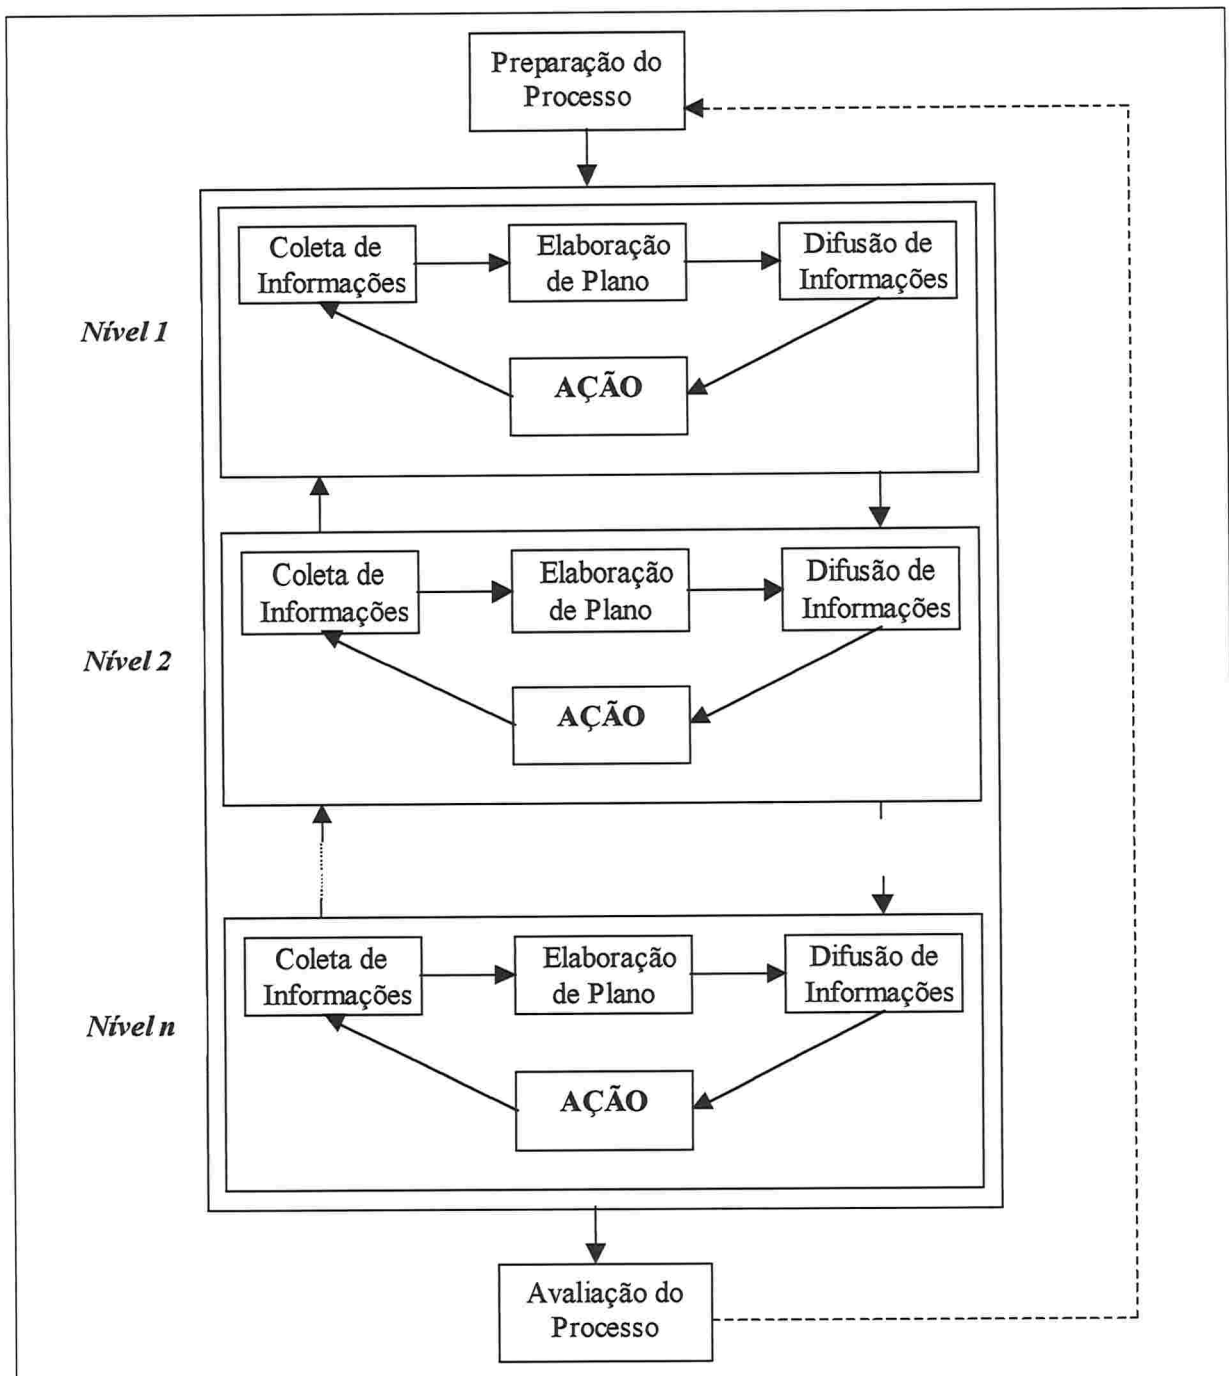 Preparação do
Processo
Coleta de
Informações
Elaboração
de Plano
Difusão de
Informações
Nível 1
AÇÃO
Coleta de
Informações
Elaboração
de Plano
Difusão de
Informações
Nível 2
AÇÃO
Coleta de
Informações
Elaboração
de Plano
Difusão de
Informações
Nível n
AÇÃO
Avaliação do
Processo